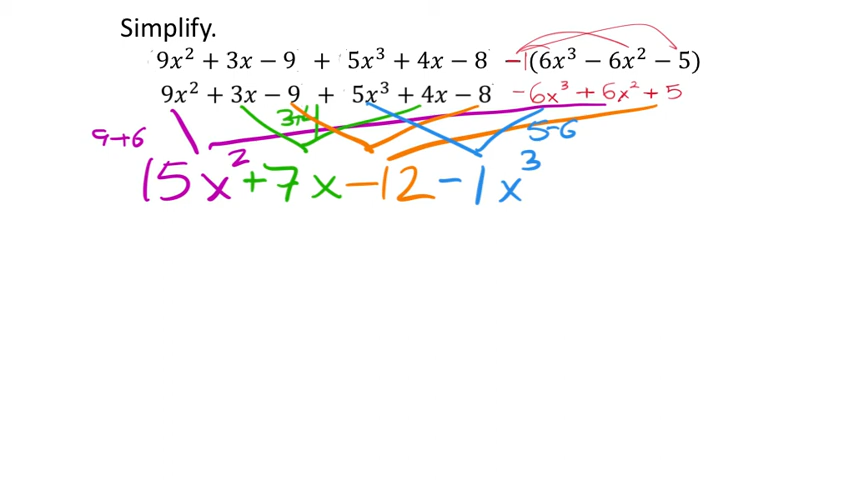 Simplify.
9x² + 3x − 9 + 5x³ + 4x − 8 −1(6x³ − 6x² − 5)
9x² + 3x − 9 + 5x³ + 4x − 8 −6x³ + 6x² + 5
3+4
9+6
5−6
15x² + 7x − 12 − 1x³